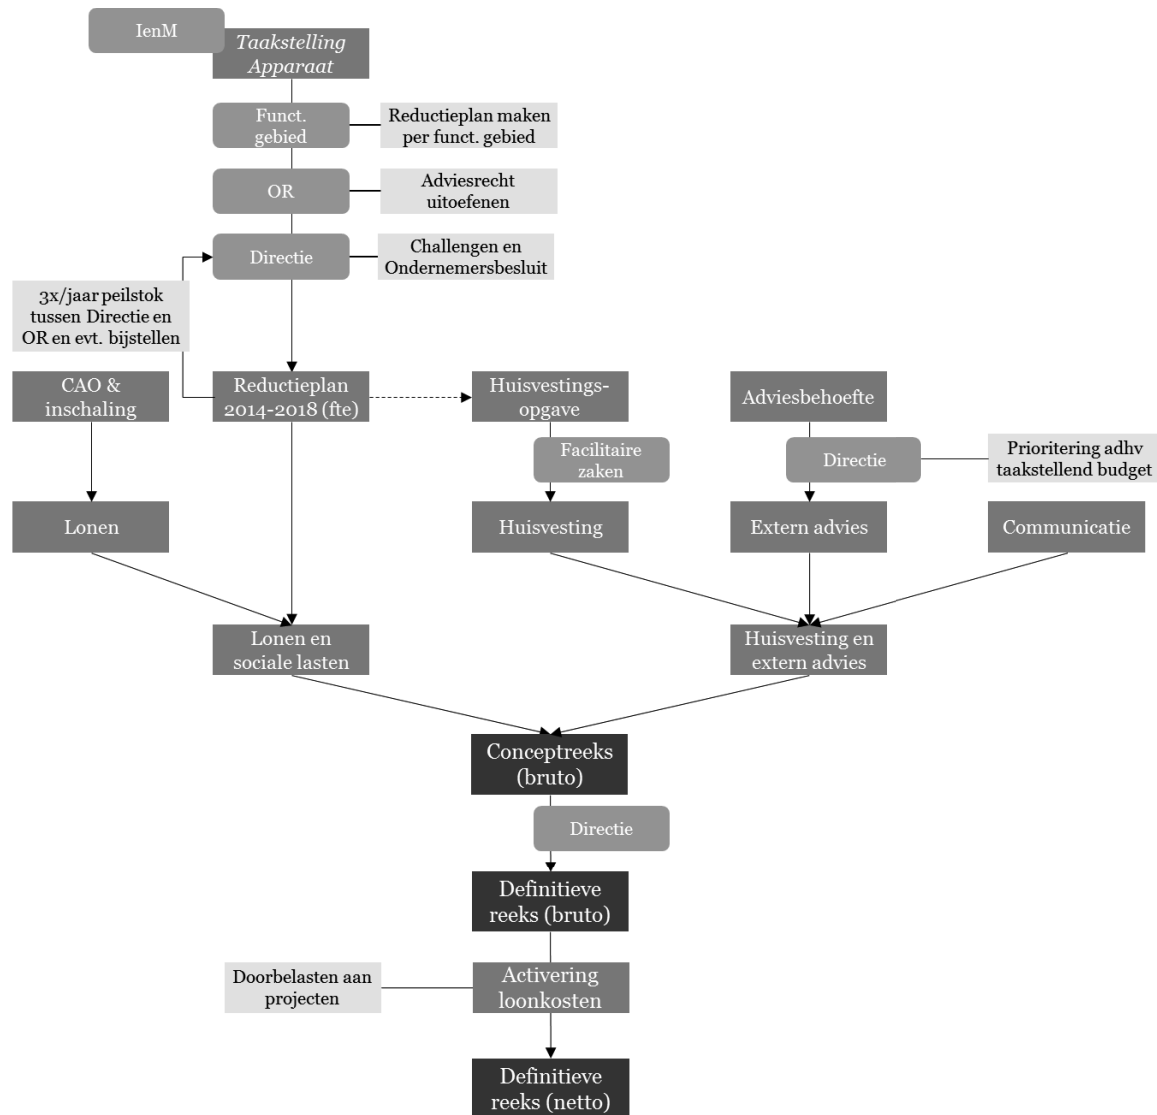 IenM
Taakstelling
Apparaat
Funct.
gebied
Reductieplan maken
per funct. gebied
OR
Adviesrecht
uitoefenen
Directie
Challengen en
Ondernemersbesluit
3x/jaar peilstok
tussen Directie en
OR en evt. bijstellen
CAO &
inschaling
Reductieplan
2014-2018 (fte)
Huisvestings-
opgave
Adviesbehoefte
Facilitaire
zaken
Directie
Prioritering adhv
taakstellend budget
Lonen
Huisvesting
Extern advies
Communicatie
Lonen en
sociale lasten
Huisvesting en
extern advies
Conceptreeks
(bruto)
Directie
Definitieve
reeks (bruto)
Doorbelasten aan
projecten
Activering
loonkosten
Definitieve
reeks (netto)